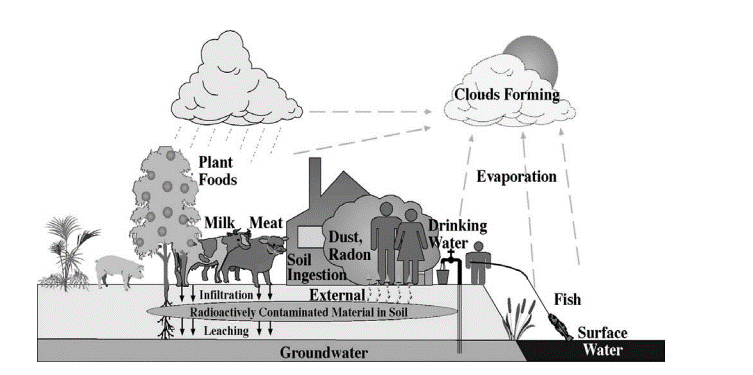 Clouds Forming
Plant
Foods
Evaporation
Milk Meat
Drinking
Water
Dust,
Radon
Soil
Ingestion
Infiltration
External
Fish
Radioactively Contaminated Material in Soil
Leaching
Surface
Water
Groundwater